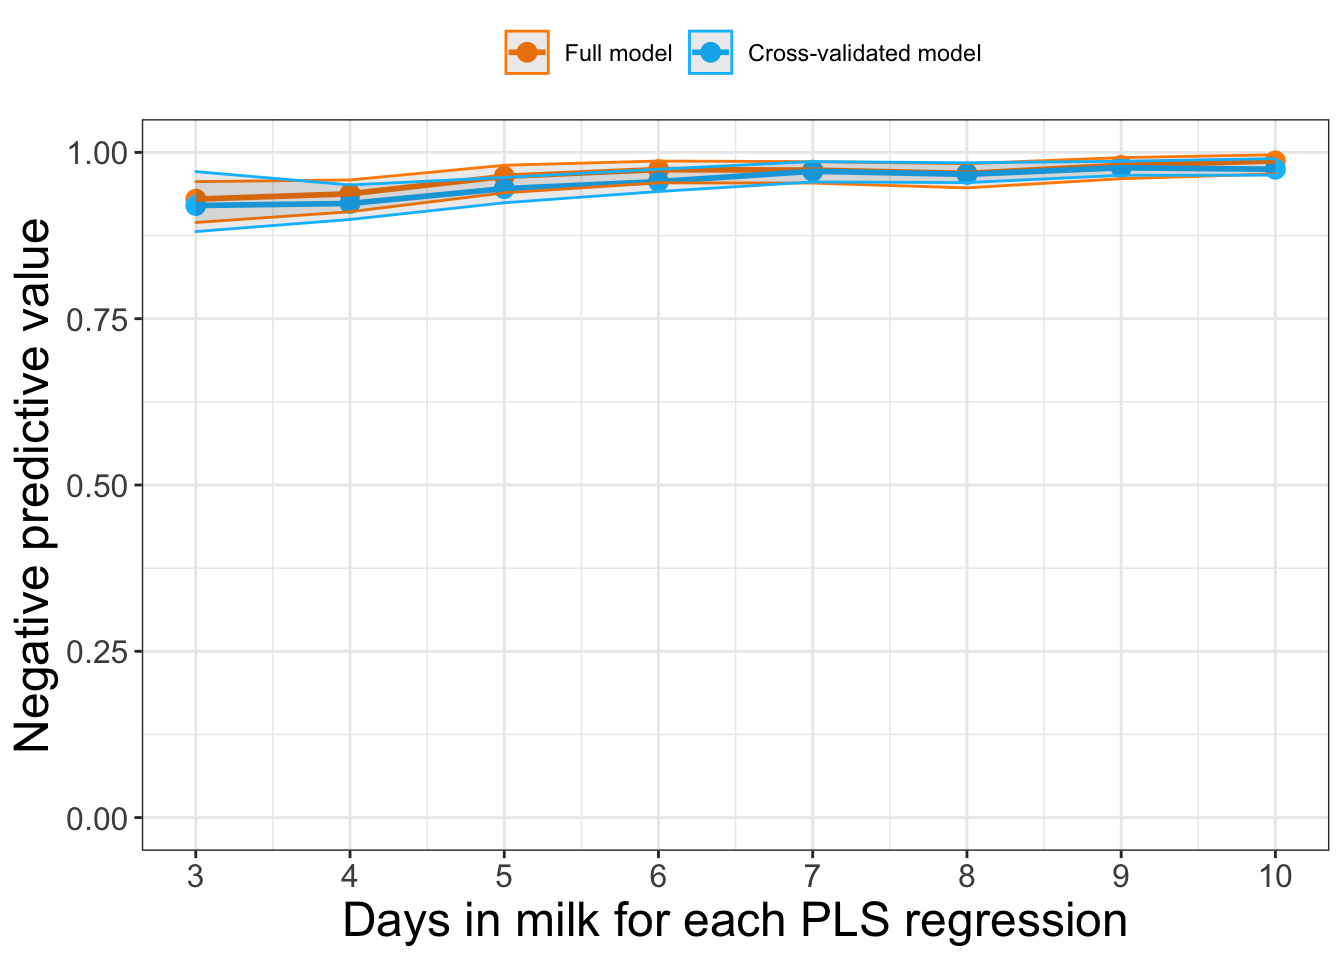 Full model
Cross-validated model
Negative predictive value
1.00
0.75
0.50
0.25
0.00
3 4 5 6 7 8 9 10
Days in milk for each PLS regression